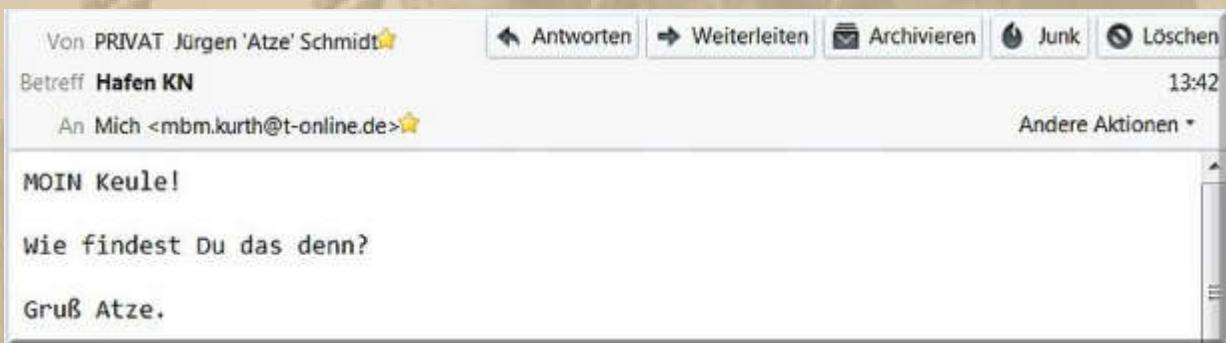 Von PRIVAT Jürgen 'Atze' Schmidt
Antworten Weiterleiten Archivieren Junk Löschen
Betreff Hafen KN
13:42
An Mich <mbm.kurth@t-online.de>
Andere Aktionen
MOIN Keule!
Wie findest Du das denn?
Gruß Atze.